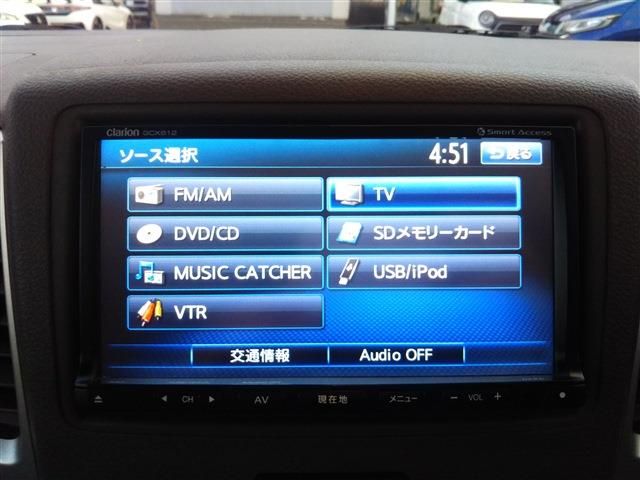 Clarion GCX612 Smart Access
ソース選択 4:51 戻る
FM/AM TV
DVD/CD SDメモリーカード
MUSIC CATCHER USB/iPod
VTR
交通情報 Audio OFF
CH AV 現在地 メニュー VOL